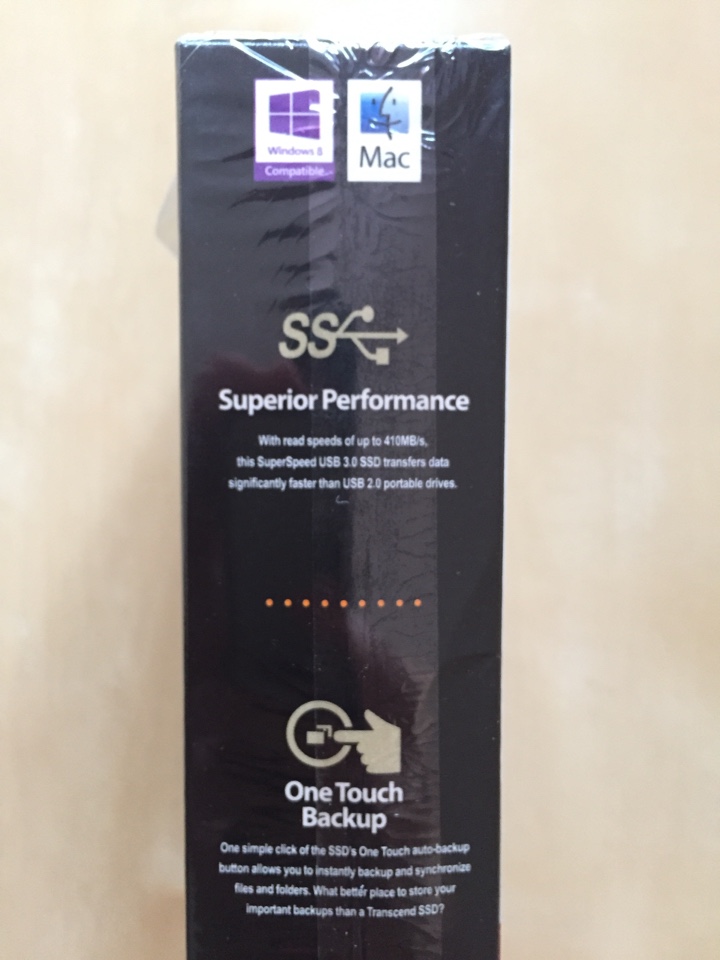 Windows 8
Compatible
Mac
SS
Superior Performance
With read speeds of up to 410MB/s,
this SuperSpeed USB 3.0 SSD transfers data
significantly faster than USB 2.0 portable drives.
One Touch
Backup
One simple click of the SSD's One Touch auto-backup
button allows you to instantly backup and synchronize
files and folders. What better place to store your
important backups than a Transcend SSD?